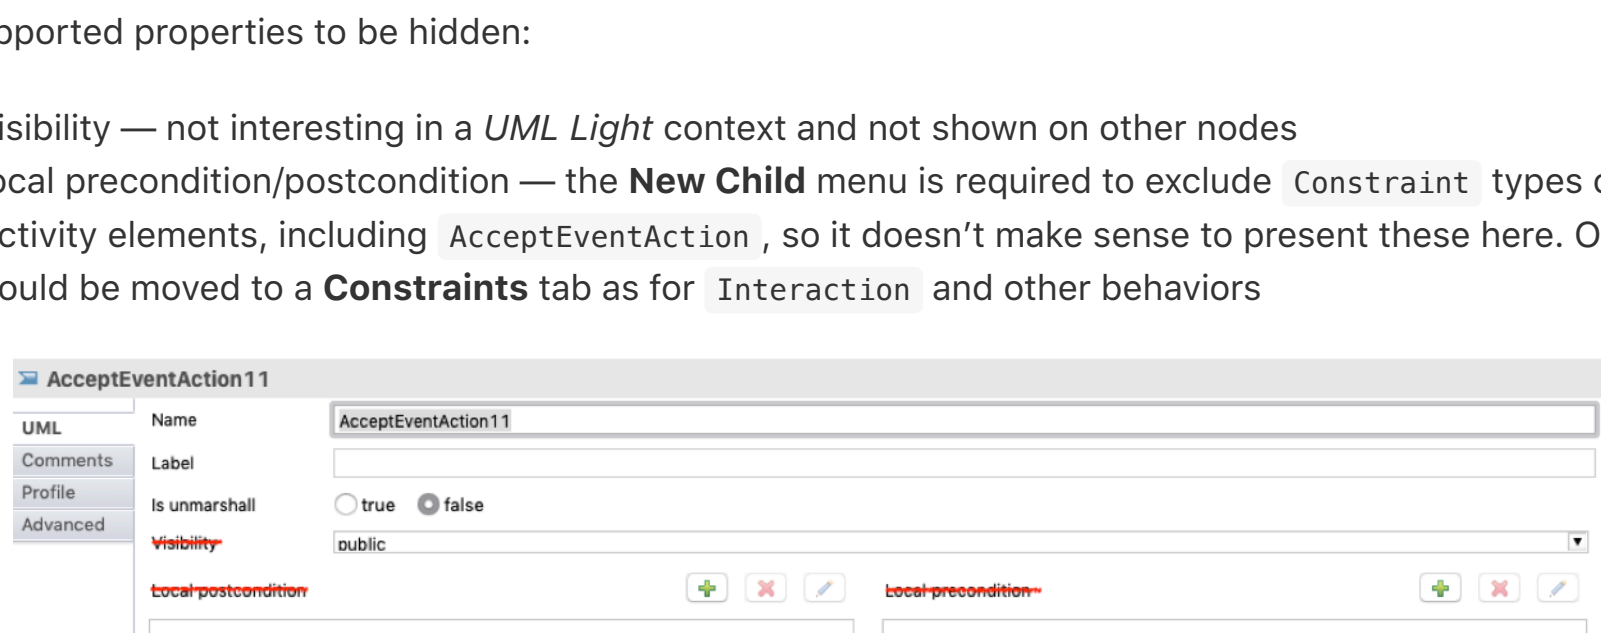 pported properties to be hidden:
isibility — not interesting in a UML Light context and not shown on other nodes
ocal precondition/postcondition — the New Child menu is required to exclude Constraint types o
ctivity elements, including AcceptEventAction, so it doesn’t make sense to present these here. O
ould be moved to a Constraints tab as for Interaction and other behaviors
AcceptEventAction11
UML
Comments
Profile
Advanced
Name
AcceptEventAction11
Label
Is unmarshall
true
false
Visibility
public
Local postcondition
Local precondition